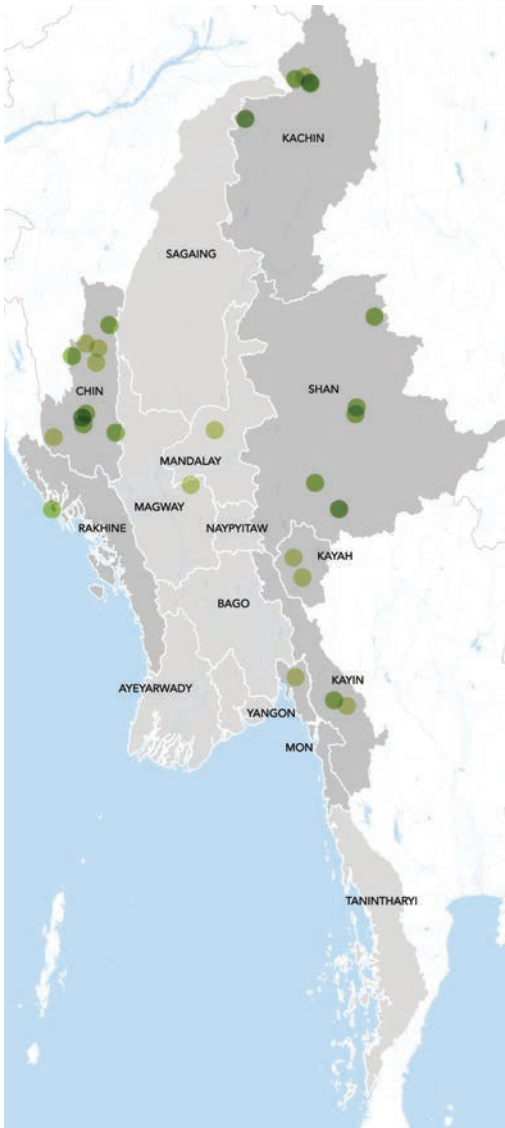 KACHIN
SAGAING
CHIN
SHAN
MANDALAY
MAGWAY
RAKHINE
NAYPYITAW
KAYAH
BAGO
KAYIN
AYEYARWADY
YANGON
MON
TANINTHARYI